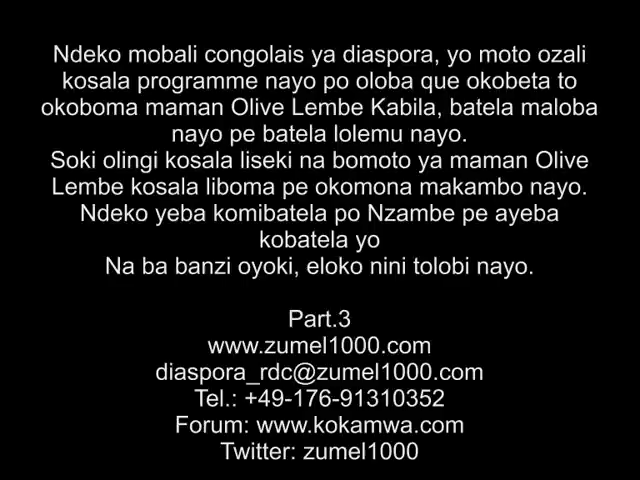 Ndeko mobali congolais ya diaspora, yo moto ozali
kosala programme nayo po oloba que okobeta to
okoboma maman Olive Lembe Kabila, batela maloba
nayo pe batela lolemu nayo.
Soki olingi kosala liseki na bomoto ya maman Olive
Lembe kosala liboma pe okomona makambo nayo.
Ndeko yeba komibatela po Nzambe pe ayeba
kobatela yo
Na ba banzi oyoki, eloko nini tolobi nayo.
Part.3
www.zumel1000.com
diaspora_rdc@zumel1000.com
Tel.: +49-176-91310352
Forum: www.kokamwa.com
Twitter: zumel1000